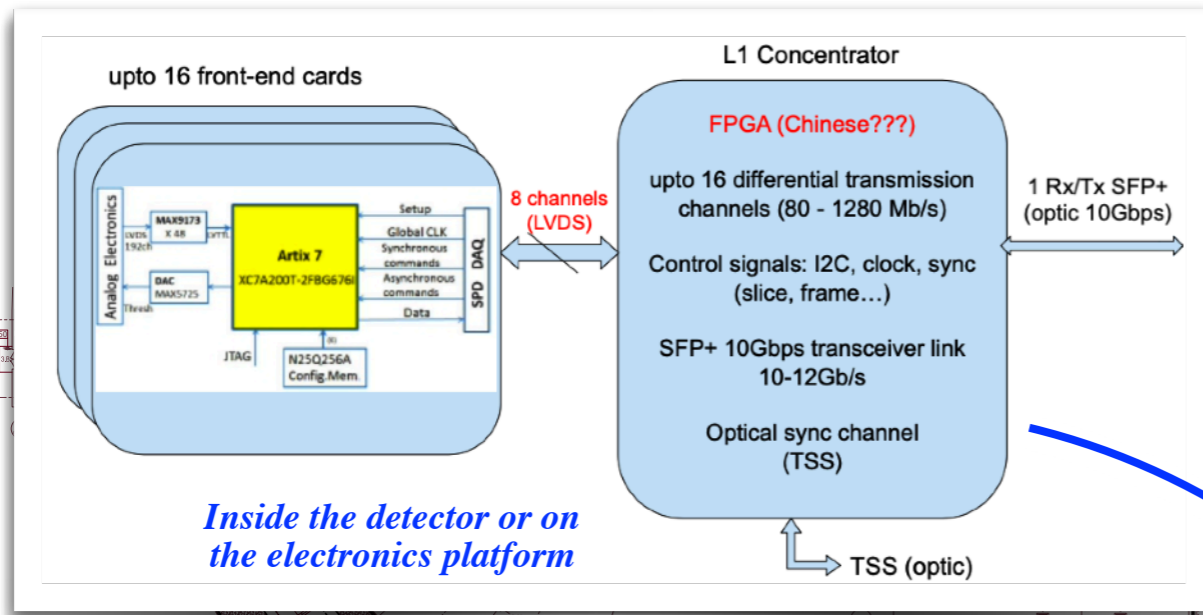 upto 16 front-end cards
L1 Concentrator
Analog Electronics
MAX9173
X 48
LVDS
192ch
LVTTL
DAC
MAX5725
Thresh
Artix 7
XC7A200T-2FBG676I
JTAG
N25Q256A
Config.Mem.
Setup
Global CLK
Synchronous
commands
Asynchronous
commands
Data
SPD DAQ
8 channels
(LVDS)
FPGA (Chinese???)
upto 16 differential transmission
channels (80 - 1280 Mb/s)
Control signals: I2C, clock, sync
(slice, frame...)
SFP+ 10Gbps transceiver link
10-12Gb/s
Optical sync channel
(TSS)
1 Rx/Tx SFP+
(optic 10Gbps)
TSS (optic)
Inside the detector or on
the electronics platform